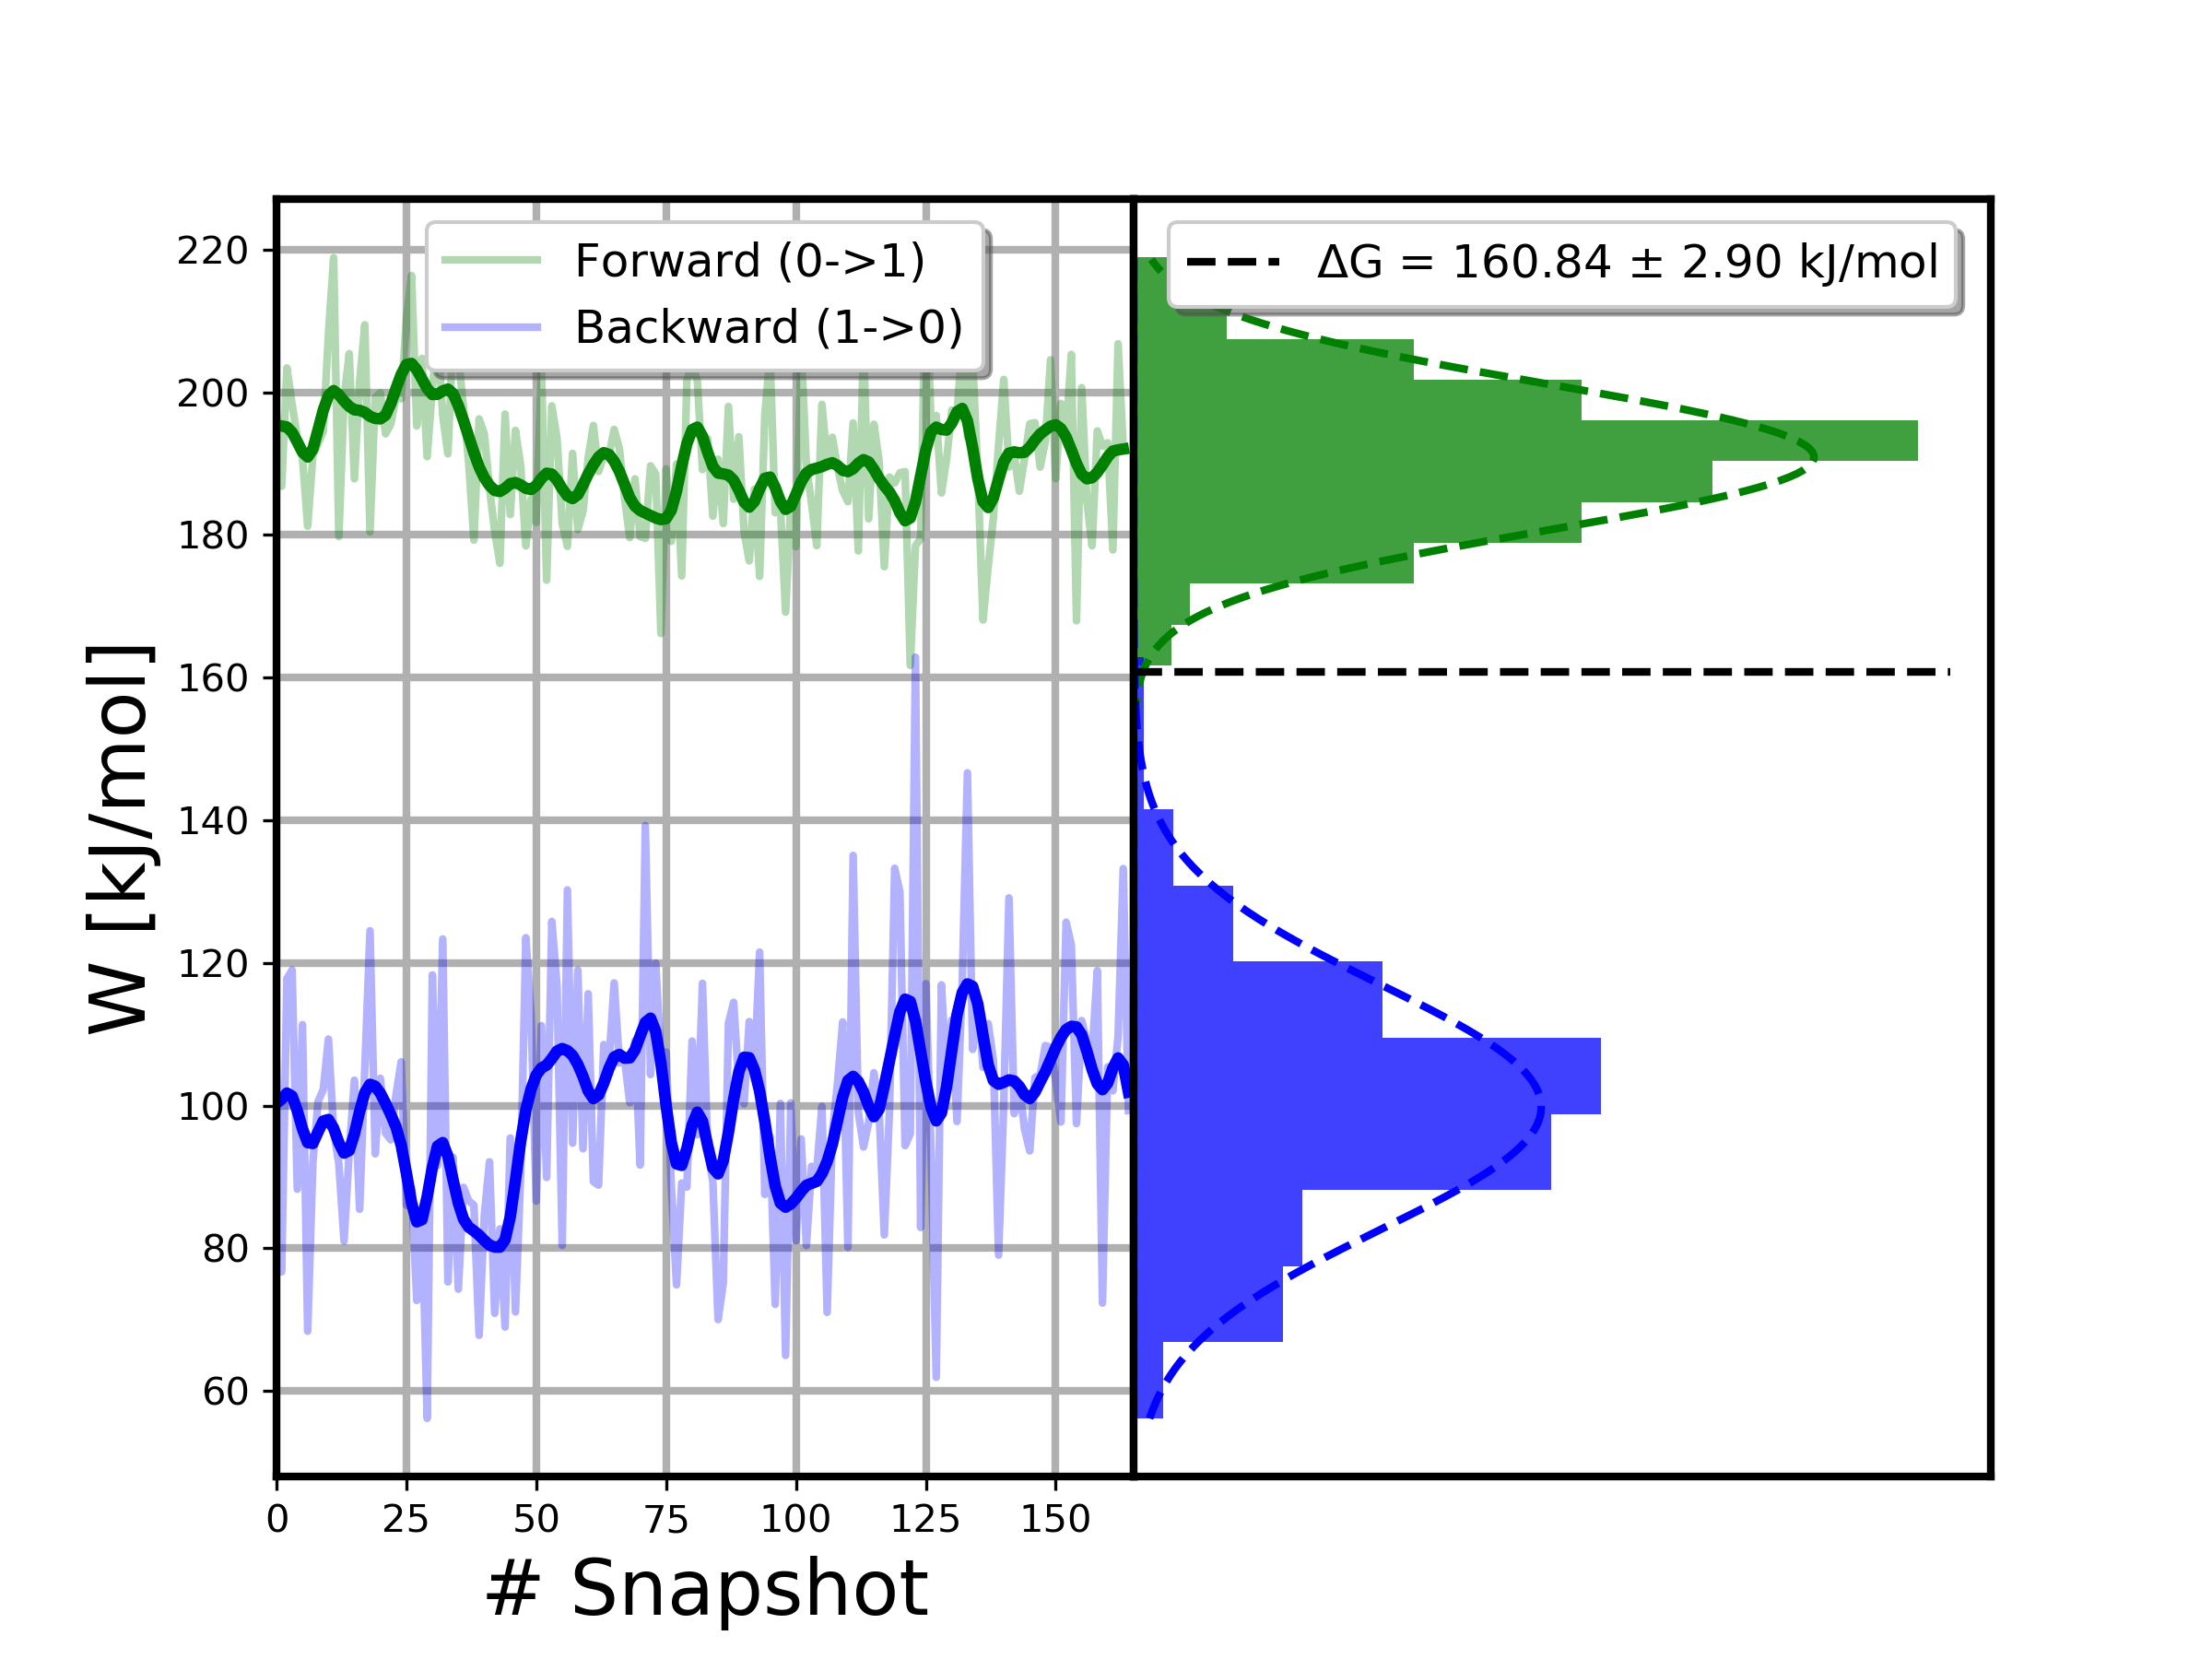 Forward (0->1)
Backward (1->0)
ΔG = 160.84 ± 2.90 kJ/mol
W [kJ/mol]
220
200
180
160
140
120
100
80
60
0 25 50 75 100 125 150
# Snapshot